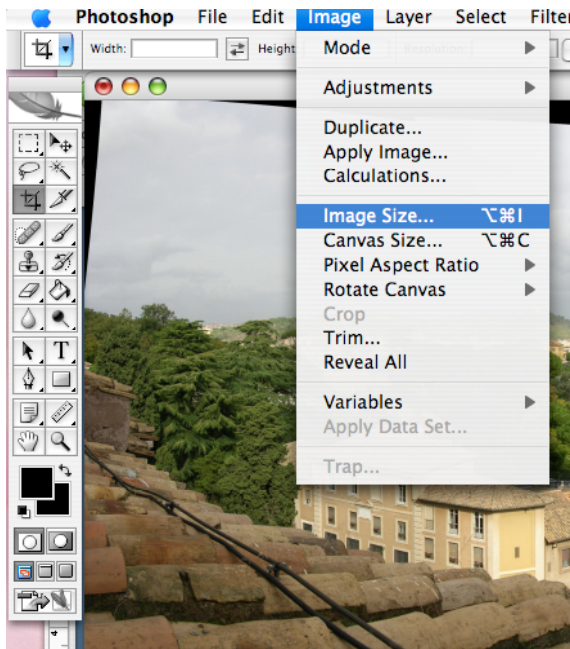 Photoshop File Edit Image Layer Select Filter
Width: Height
Mode
Adjustments
Duplicate...
Apply Image...
Calculations...
Image Size... ⌥⌘I
Canvas Size... ⌥⌘C
Pixel Aspect Ratio
Rotate Canvas
Crop
Trim...
Reveal All
Variables
Apply Data Set...
Trap...
T